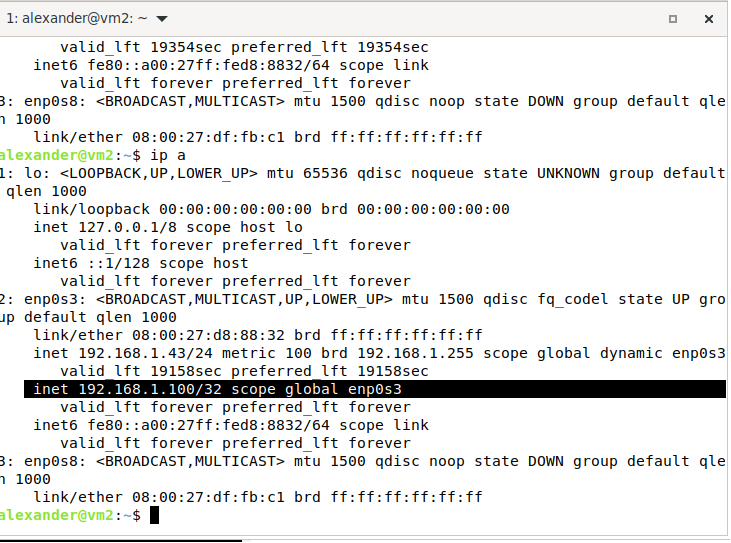 1: alexander@vm2: ~
valid_lft 19354sec preferred_lft 19354sec
inet6 fe80::a00:27ff:fed8:8832/64 scope link
valid_lft forever preferred_lft forever
3: enp0s8: <BROADCAST,MULTICAST> mtu 1500 qdisc noop state DOWN group default qle
n 1000
link/ether 08:00:27:df:fb:c1 brd ff:ff:ff:ff:ff:ff
alexander@vm2:~$ ip a
1: lo: <LOOPBACK,UP,LOWER_UP> mtu 65536 qdisc noqueue state UNKNOWN group default
qlen 1000
link/loopback 00:00:00:00:00:00 brd 00:00:00:00:00:00
inet 127.0.0.1/8 scope host lo
valid_lft forever preferred_lft forever
inet6 ::1/128 scope host
valid_lft forever preferred_lft forever
2: enp0s3: <BROADCAST,MULTICAST,UP,LOWER_UP> mtu 1500 qdisc fq_codel state UP gro
up default qlen 1000
link/ether 08:00:27:d8:88:32 brd ff:ff:ff:ff:ff:ff
inet 192.168.1.43/24 metric 100 brd 192.168.1.255 scope global dynamic enp0s3
valid_lft 19158sec preferred_lft 19158sec
inet 192.168.1.100/32 scope global enp0s3
valid_lft forever preferred_lft forever
inet6 fe80::a00:27ff:fed8:8832/64 scope link
valid_lft forever preferred_lft forever
3: enp0s8: <BROADCAST,MULTICAST> mtu 1500 qdisc noop state DOWN group default qle
n 1000
link/ether 08:00:27:df:fb:c1 brd ff:ff:ff:ff:ff:ff
alexander@vm2:~$